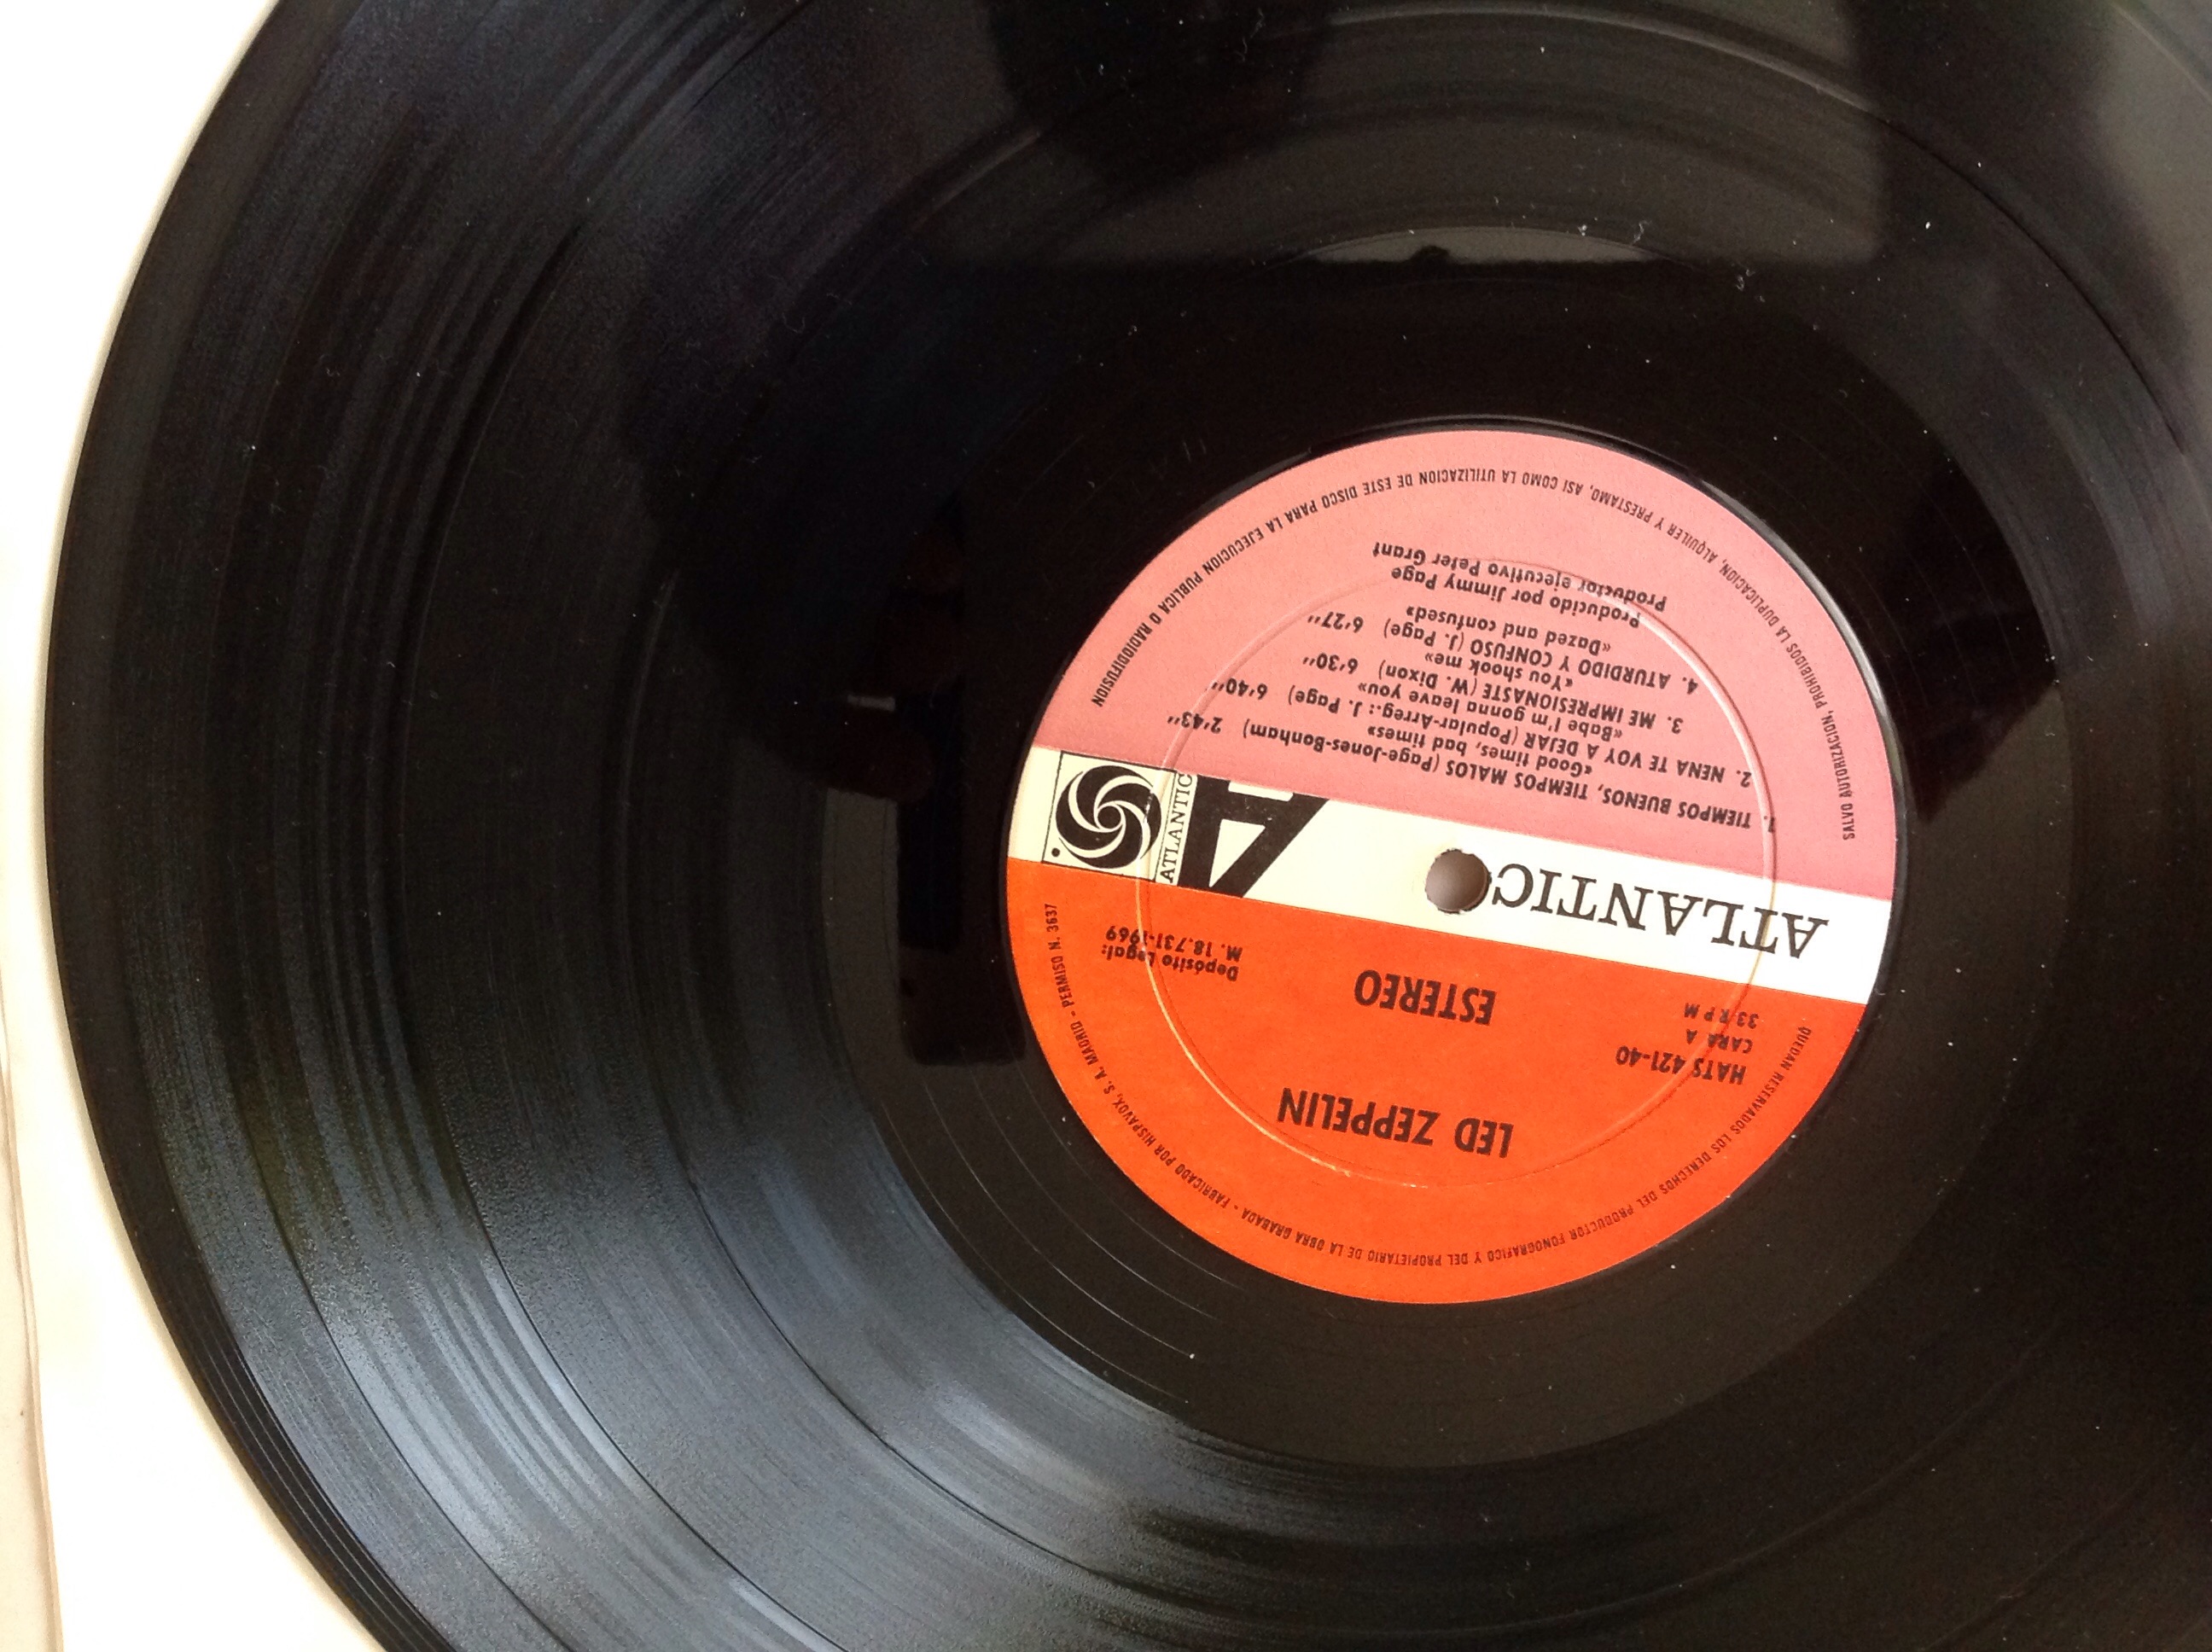 LED ZEPPELIN
HATS 421-40
CARA A
33 RPM
ESTEREO
Depósito Legal:
M. 18.731-1969
ATLANTIC
A
ATLANTIC
1. TIEMPOS BUENOS, TIEMPOS MALOS (Page-Jones-Bonham) 2'43''
«Good times, bad times»
2. NENA TE VOY A DEJAR (Popular-Arreg.: J. Page) 6'40''
«Babe I'm gonna leave you»
3. ME IMPRESIONASTE (W. Dixon) 6'30''
«You shook me»
4. ATURDIDO Y CONFUSO (J. Page) 6'27''
«Dazed and confused»
Producido por Jimmy Page
Productor ejecutivo Peter Grant
QUEDAN RESERVADOS LOS DERECHOS DEL PRODUCTOR FONOGRAFICO Y DEL PROPIETARIO DE LA OBRA GRABADA - FABRICADO POR HISPAVOX, S. A. MADRID - PERMISO N. 3637
SALVO AUTORIZACION, PROHIBIDOS LA DUPLICACION, ALQUILER Y PRESTAMO, ASI COMO LA UTILIZACION DE ESTE DISCO PARA LA EJECUCION PUBLICA O RADIODIFUSION